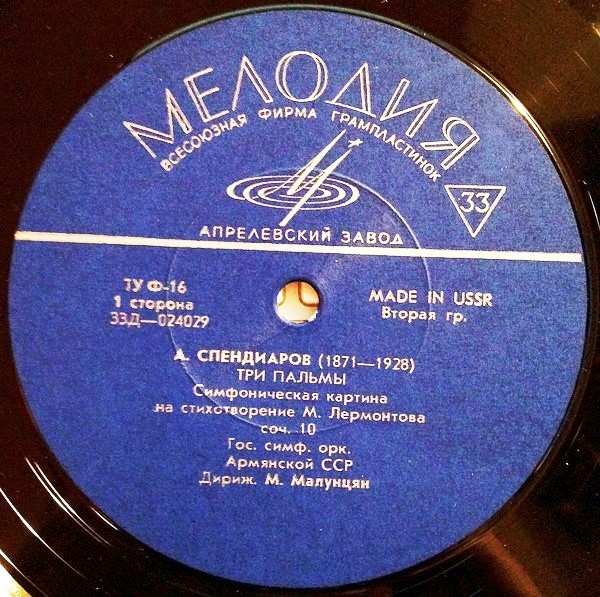 МЕЛОДИЯ
ВСЕСОЮЗНАЯ ФИРМА ГРАМПЛАСТИНОК
33
АПРЕЛЕВСКИЙ ЗАВОД
ТУ Ф-16
1 сторона
33Д—024029
MADE IN USSR
Вторая гр.
А. СПЕНДИАРОВ (1871—1928)
ТРИ ПАЛЬМЫ
Симфоническая картина
на стихотворение М. Лермонтова
соч. 10
Гос. симф. орк.
Армянской ССР
Дириж. М. Малунцян